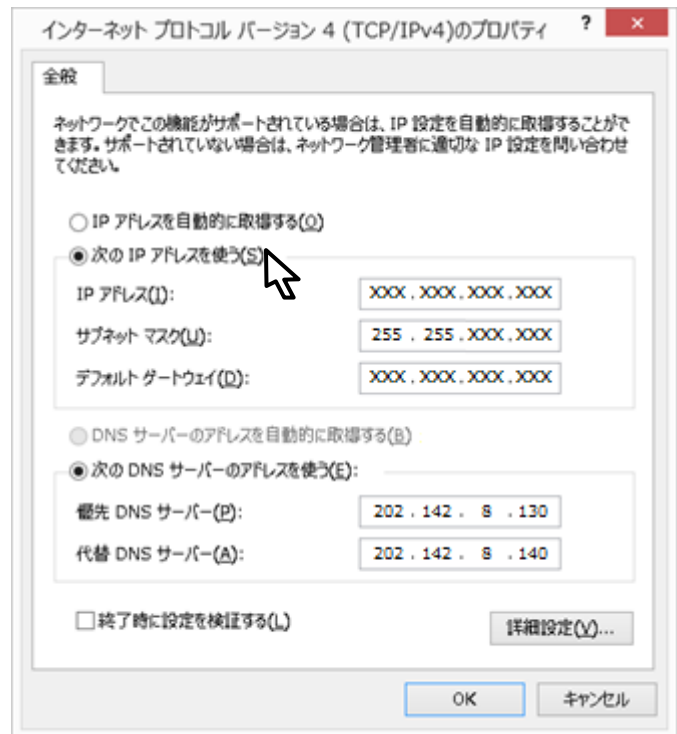 インターネット プロトコル バージョン 4 (TCP/IPv4)のプロパティ ? ×
全般
ネットワークでこの機能がサポートされている場合は、IP 設定を自動的に取得することがで
きます。サポートされていない場合は、ネットワーク管理者に適切な IP 設定を問い合わせ
てください。
IP アドレスを自動的に取得する(O)
次の IP アドレスを使う(S)
IP アドレス(I): XXX . XXX . XXX . XXX
サブネット マスク(U): 255 . 255 . XXX . XXX
デフォルト ゲートウェイ(D): XXX . XXX . XXX . XXX
DNS サーバーのアドレスを自動的に取得する(B)
次の DNS サーバーのアドレスを使う(E):
優先 DNS サーバー(P): 202 . 142 . 8 . 130
代替 DNS サーバー(A): 202 . 142 . 8 . 140
終了時に設定を検証する(L)
詳細設定(V)...
OK キャンセル